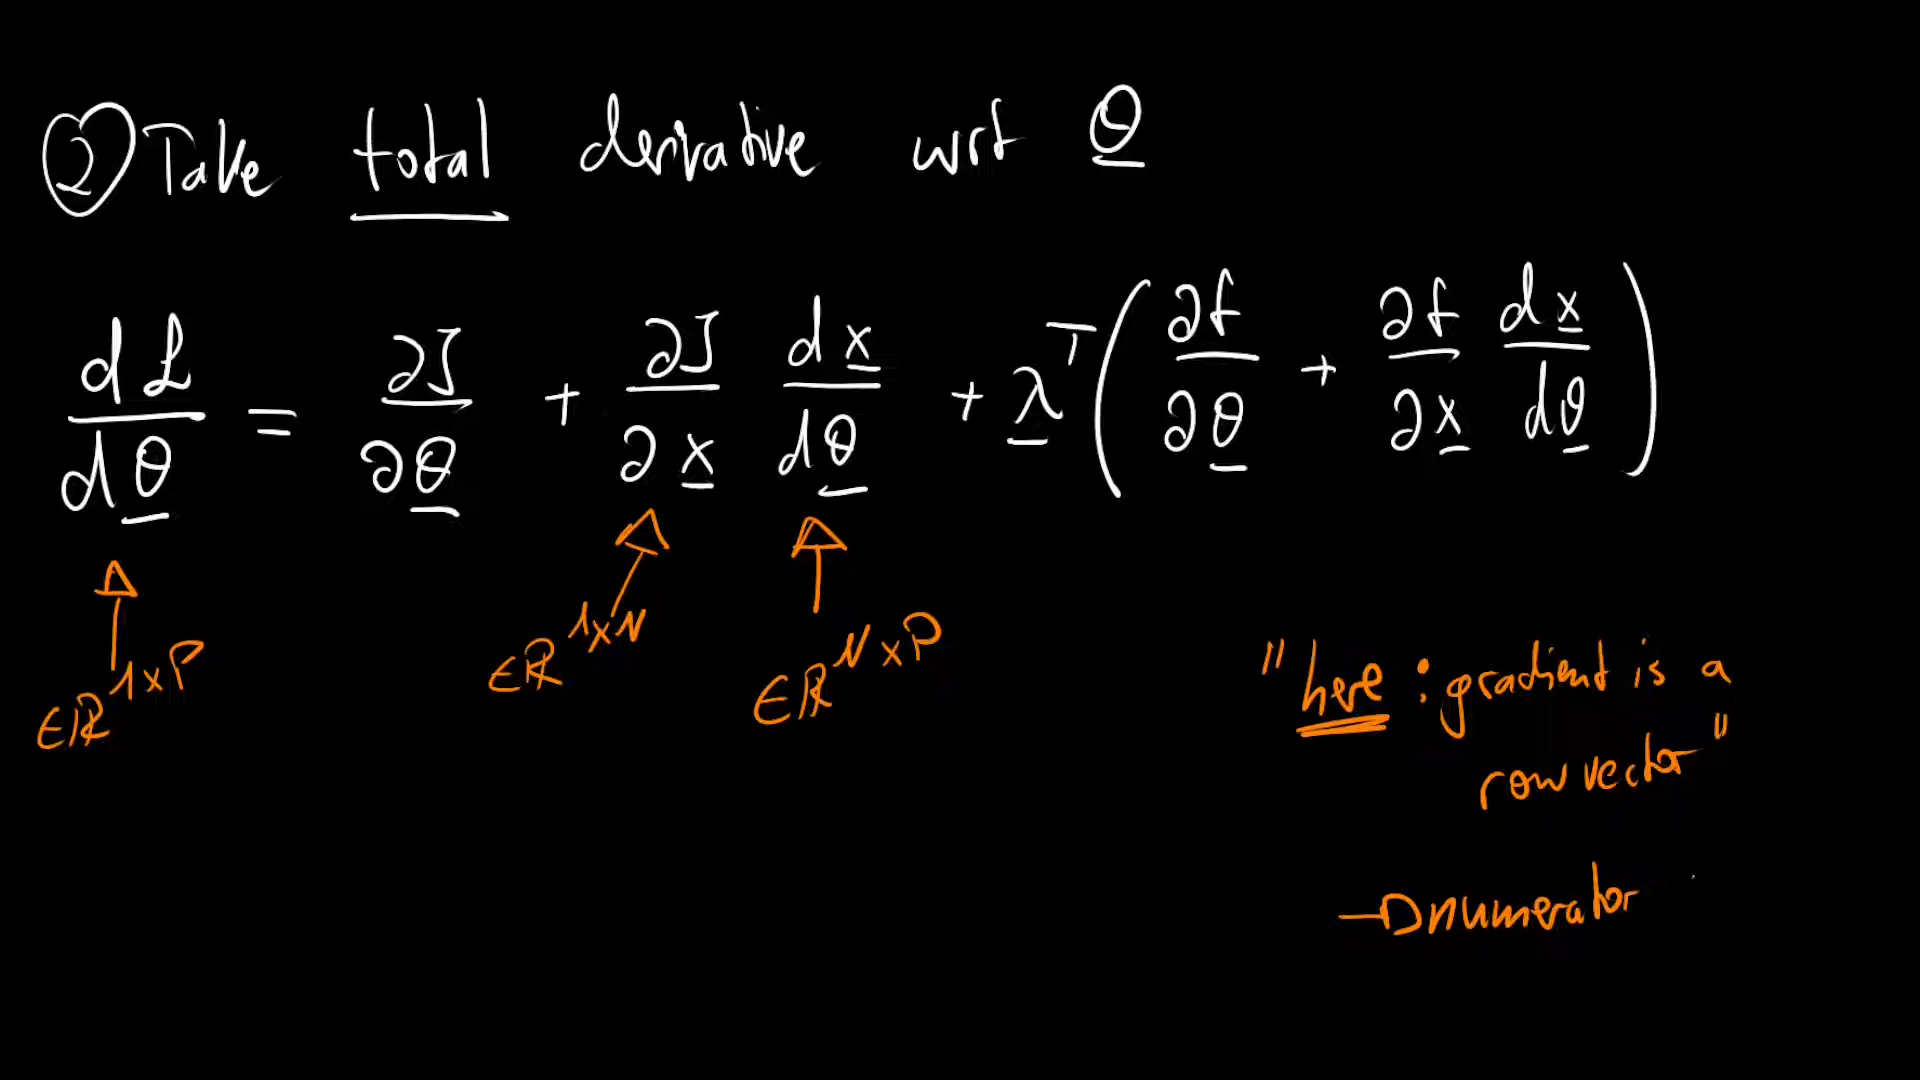 ② Take total derivative wrt θ
dℒ/dθ = ∂J/∂θ + ∂J/∂x dx/dθ + λ^T (∂f/∂θ + ∂f/∂x dx/dθ)
∈ℝ^1×P ∈ℝ^1×N ∈ℝ^N×P
"here : gradient is a
row vector"
→ numerator